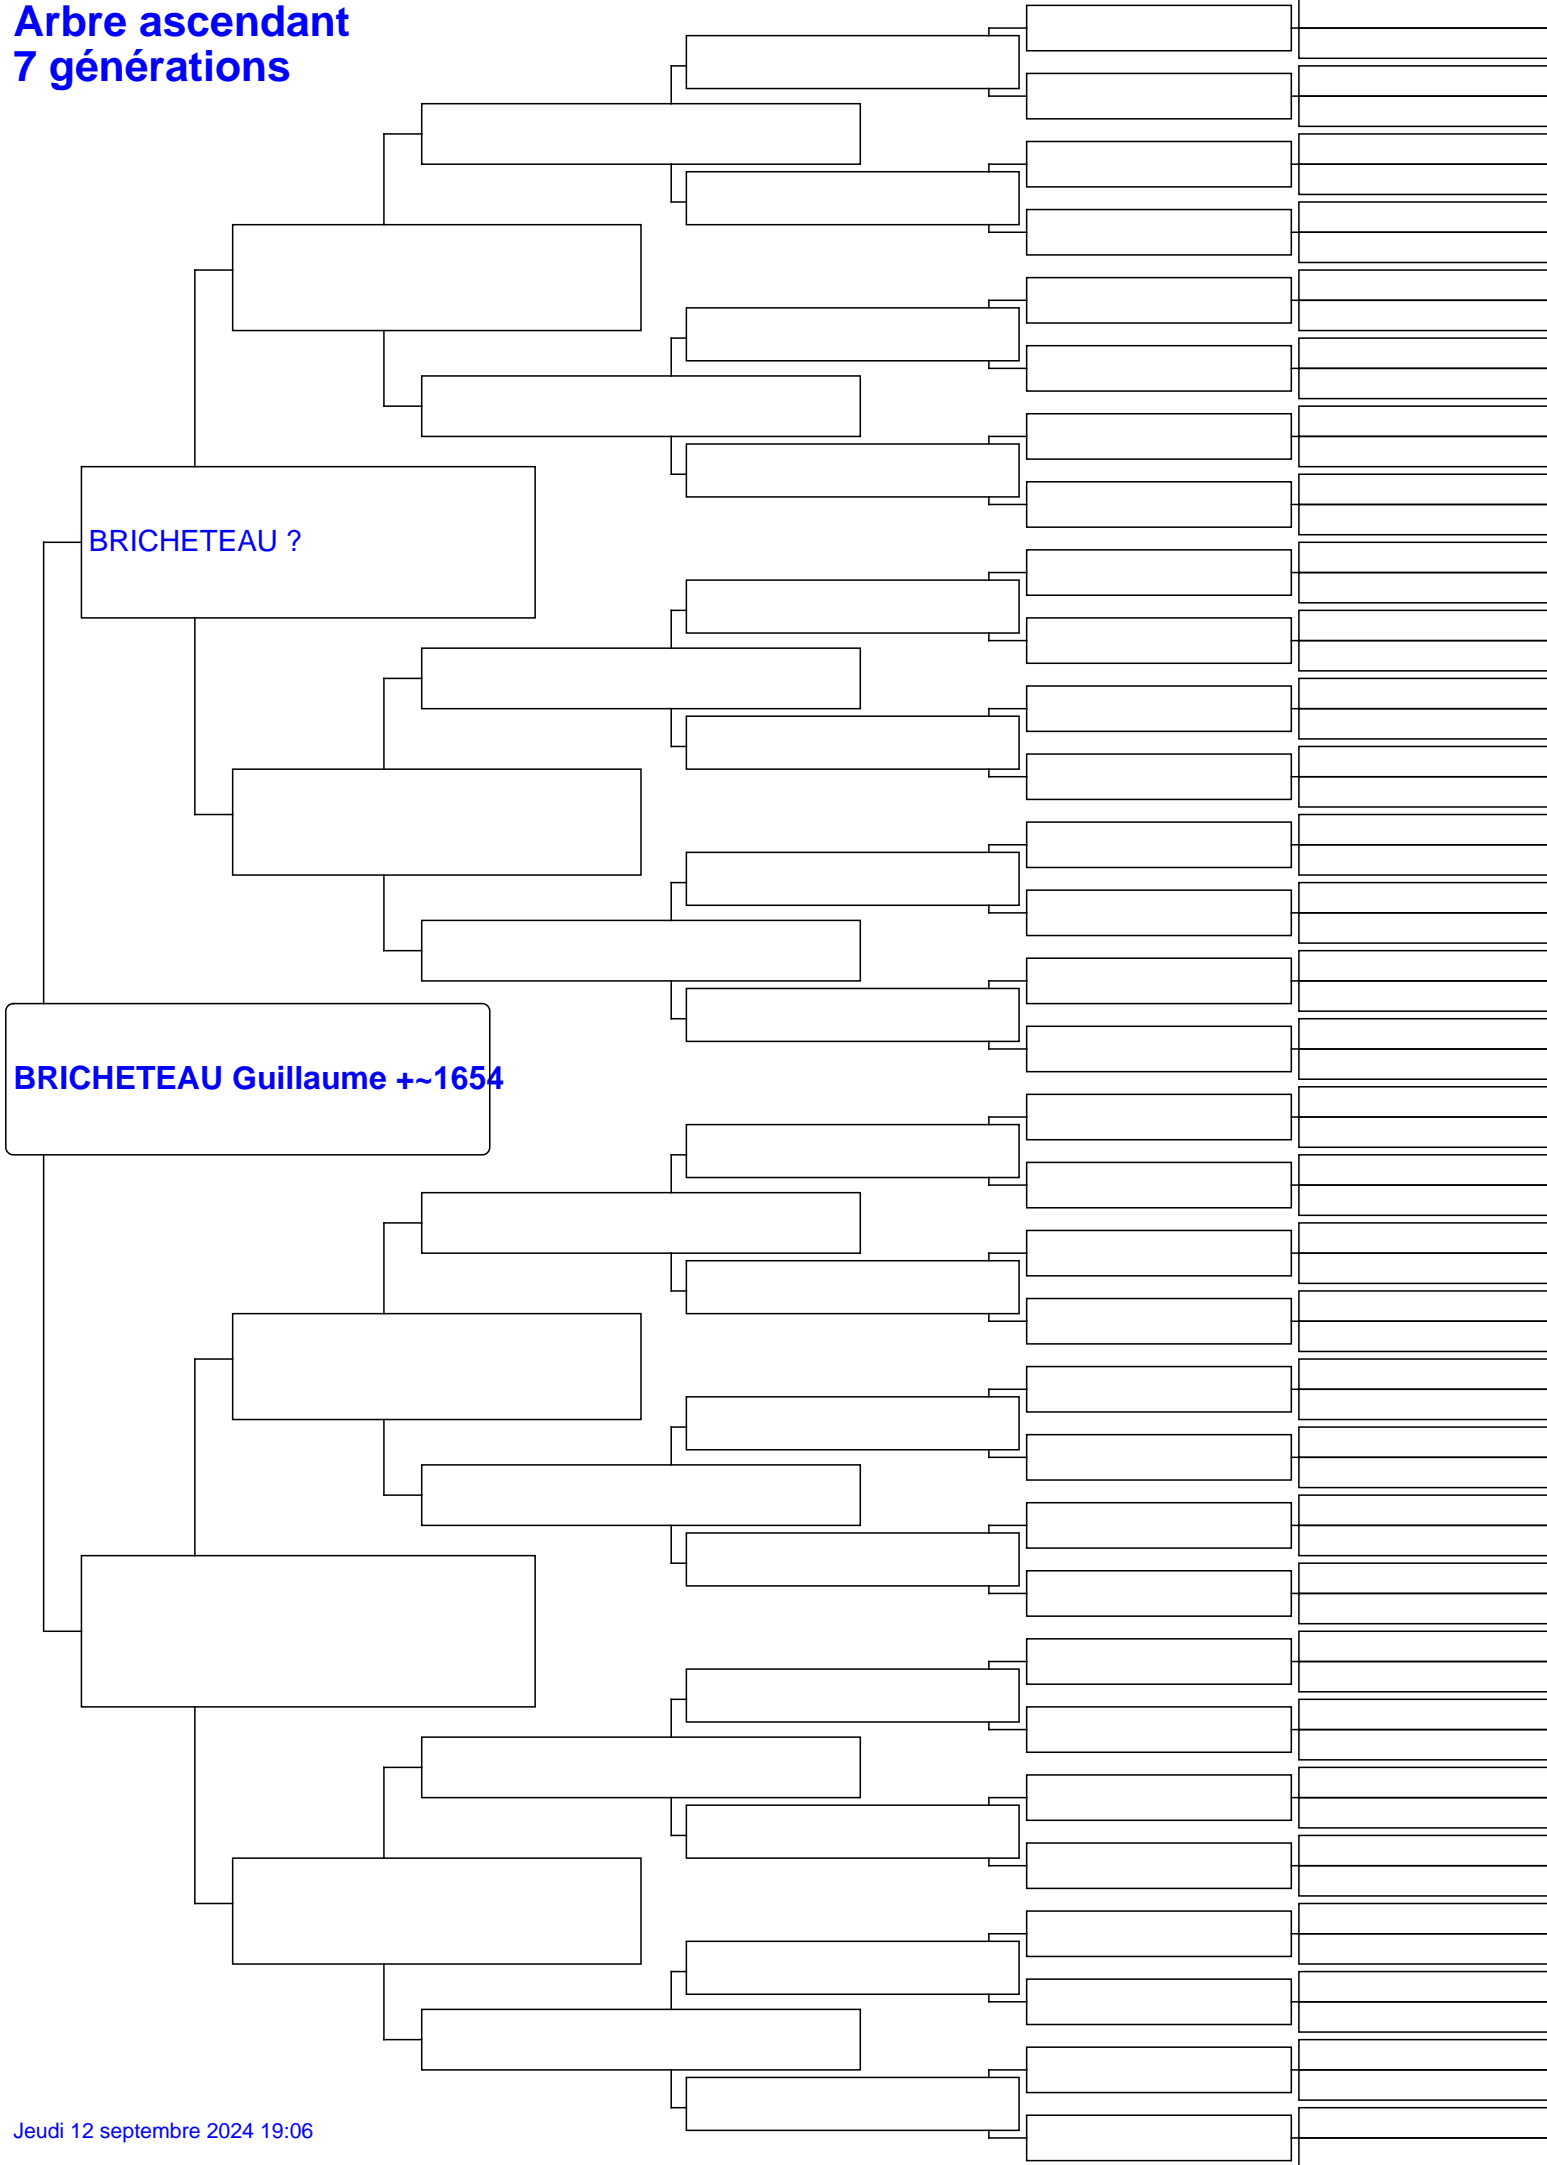 Arbre ascendant
7 générations
BRICHETEAU ?
BRICHETEAU Guillaume +~1654
Jeudi 12 septembre 2024 19:06